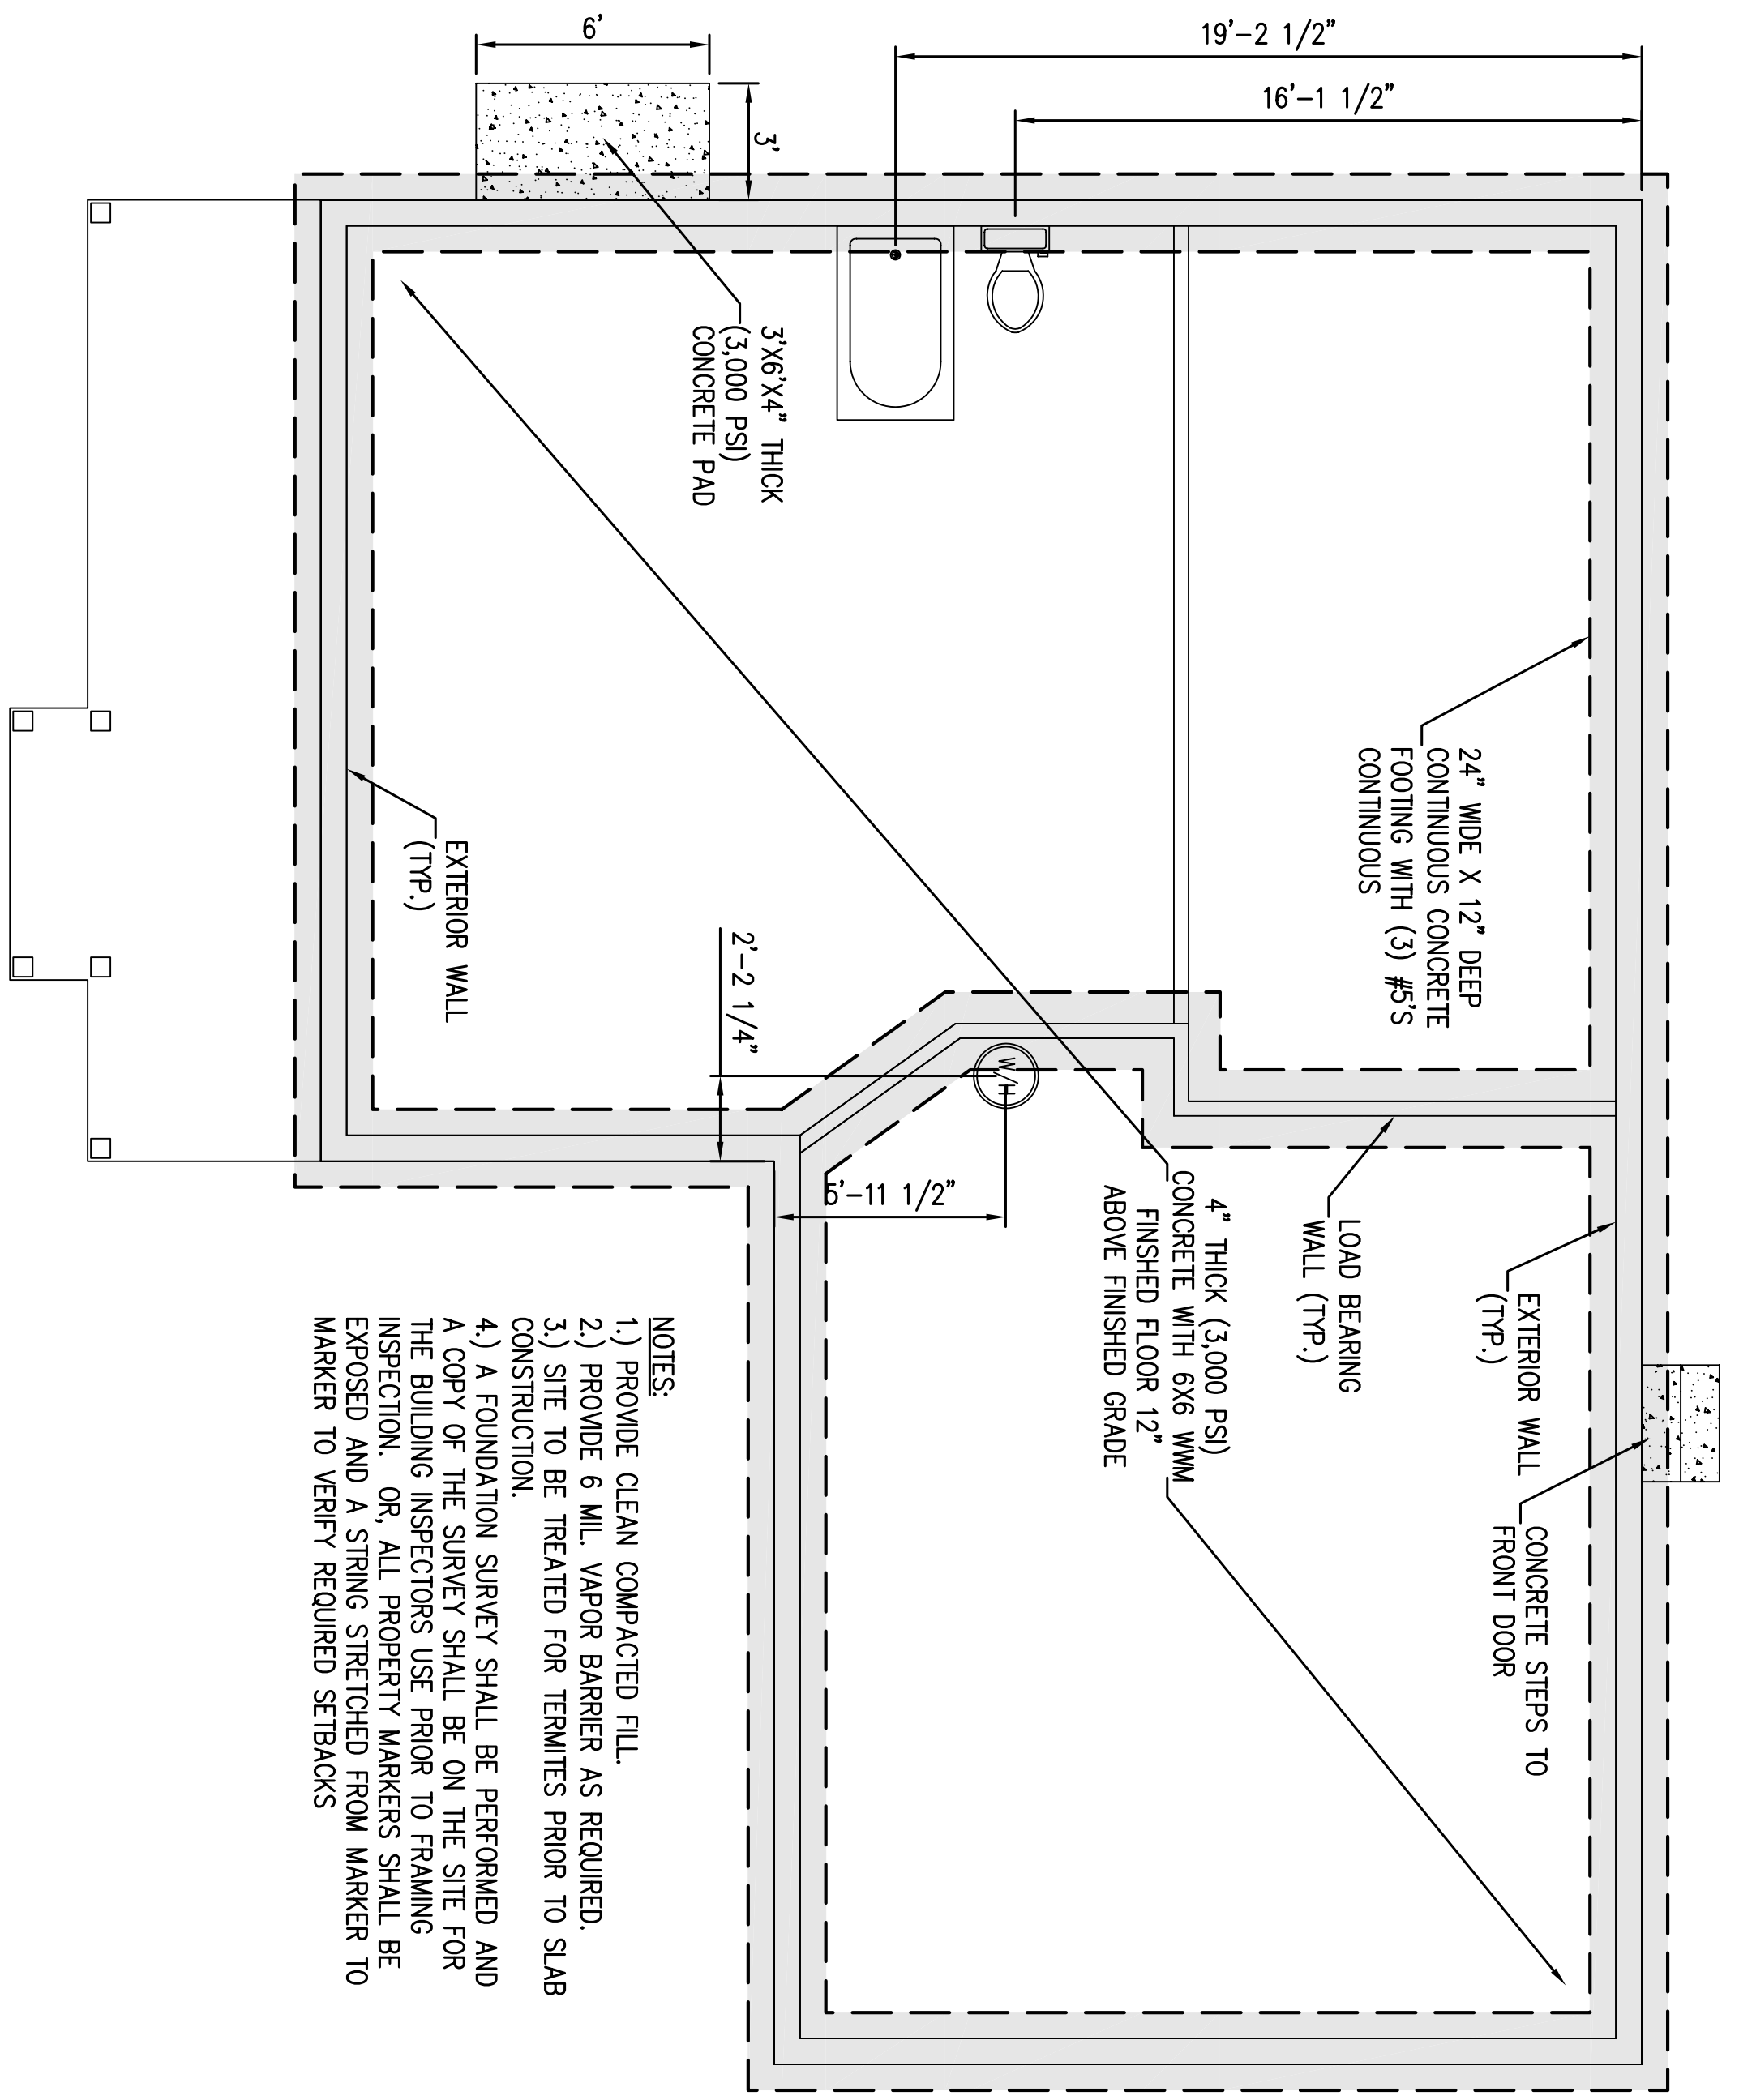 19'-2 1/2"
16'-1 1/2"
6'
3'
3'X6'X4" THICK
(3,000 PSI)
CONCRETE PAD
24" WIDE X 12" DEEP
CONTINUOUS CONCRETE
FOOTING WITH (3) #5'S
CONTINUOUS
EXTERIOR WALL
(TYP.)
2'-2 1/4"
W/H
5'-11 1/2"
4" THICK (3,000 PSI)
CONCRETE WITH 6X6 WWM
FINSHED FLOOR 12"
ABOVE FINISHED GRADE
LOAD BEARING
WALL (TYP.)
EXTERIOR WALL
(TYP.)
CONCRETE STEPS TO
FRONT DOOR
NOTES:
1.) PROVIDE CLEAN COMPACTED FILL.
2.) PROVIDE 6 MIL. VAPOR BARRIER AS REQUIRED.
3.) SITE TO BE TREATED FOR TERMITES PRIOR TO SLAB
CONSTRUCTION.
4.) A FOUNDATION SURVEY SHALL BE PERFORMED AND
A COPY OF THE SURVEY SHALL BE ON THE SITE FOR
THE BUILDING INSPECTORS USE PRIOR TO FRAMING
INSPECTION. OR, ALL PROPERTY MARKERS SHALL BE
EXPOSED AND A STRING STRETCHED FROM MARKER TO
MARKER TO VERIFY REQUIRED SETBACKS